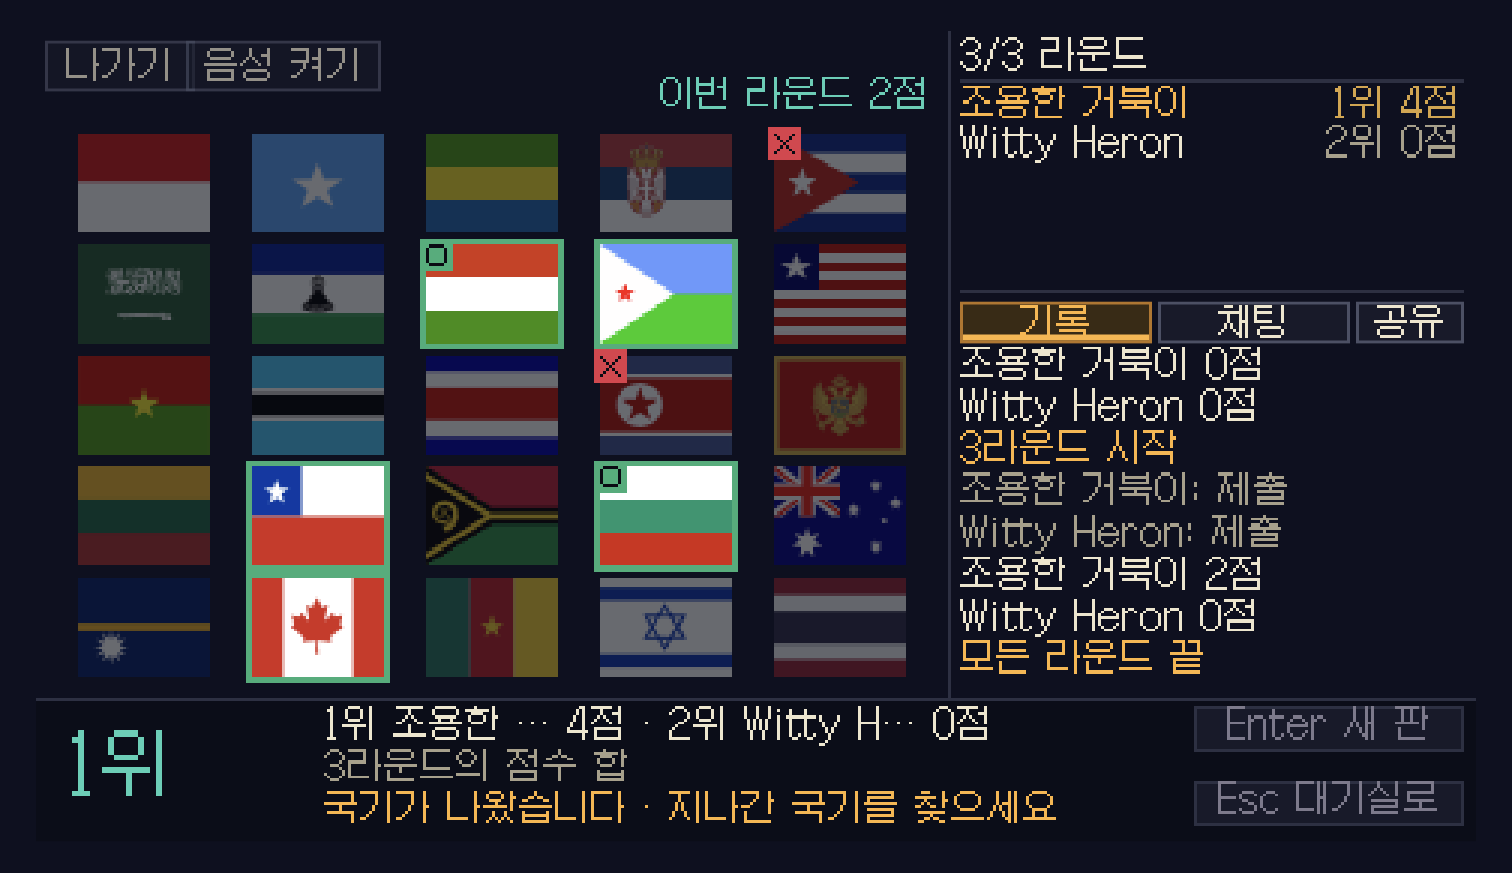 나가기 음성 켜기
이번 라운드 2점
3/3 라운드
조용한 거북이 1위 4점
Witty Heron 2위 0점
기록 채팅 공유
조용한 거북이 0점
Witty Heron 0점
3라운드 시작
조용한 거북이: 제출
Witty Heron: 제출
조용한 거북이 2점
Witty Heron 0점
모든 라운드 끝
1위
1위 조용한 … 4점 · 2위 Witty H… 0점
3라운드의 점수 합
국기가 나왔습니다 · 지나간 국기를 찾으세요
Enter 새 판
Esc 대기실로